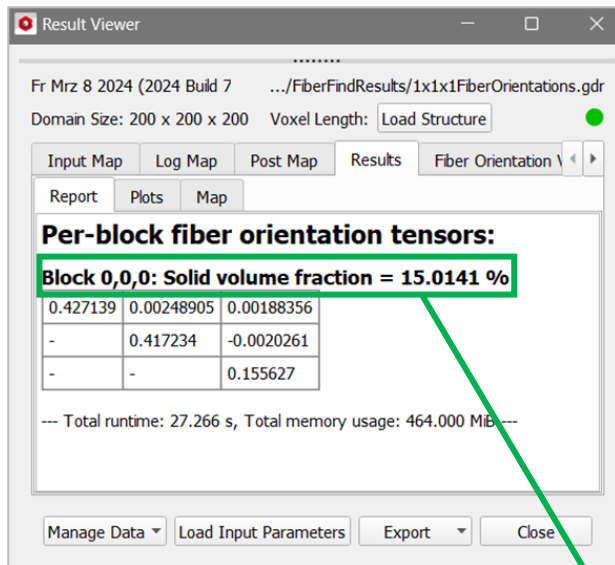 Result Viewer
Fr Mrz 8 2024 (2024 Build 7 .../FiberFindResults/1x1x1FiberOrientations.gdr
Domain Size: 200 x 200 x 200 Voxel Length: Load Structure
Input Map Log Map Post Map Results Fiber Orientation V
Report Plots Map
Per-block fiber orientation tensors:
Block 0,0,0: Solid volume fraction = 15.0141 %
0.427139 0.00248905 0.00188356
- 0.417234 -0.0020261
- - 0.155627
--- Total runtime: 27.266 s, Total memory usage: 464.000 MiB ---
Manage Data Load Input Parameters Export Close